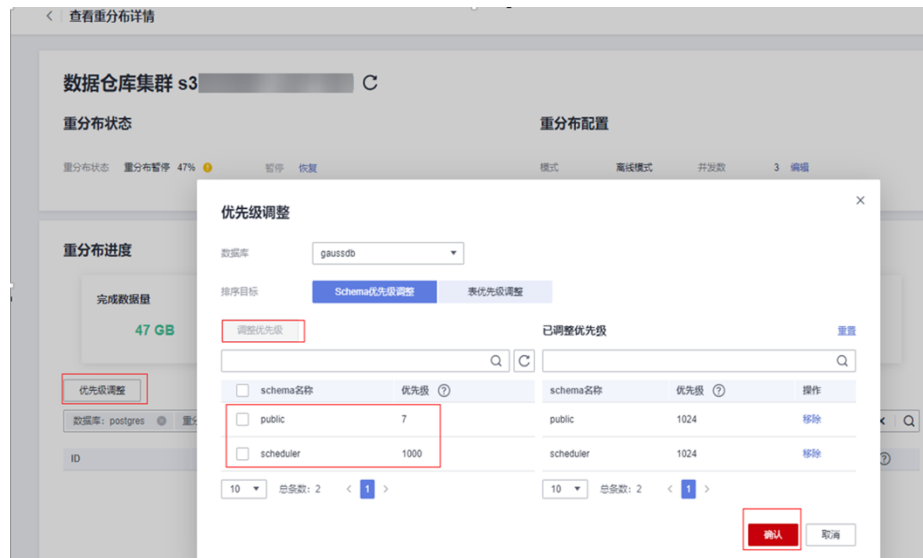 查看重分布详情
数据仓库集群 s3
重分布状态
重分布配置
重分布状态 重分布暂停 47% 暂停 恢复
模式 离线模式 并发数 3 编辑
优先级调整
重分布进度
数据库 gaussdb
完成数据量
排序目标 Schema优先级调整 表优先级调整
47 GB
调整优先级
已调整优先级 重置
优先级调整
schema名称 优先级
schema名称 优先级 操作
数据库: postgres
public 7
public 1024 移除
ID
scheduler 1000
scheduler 1024 移除
10 总条数: 2 1
10 总条数: 2 1
确认 取消